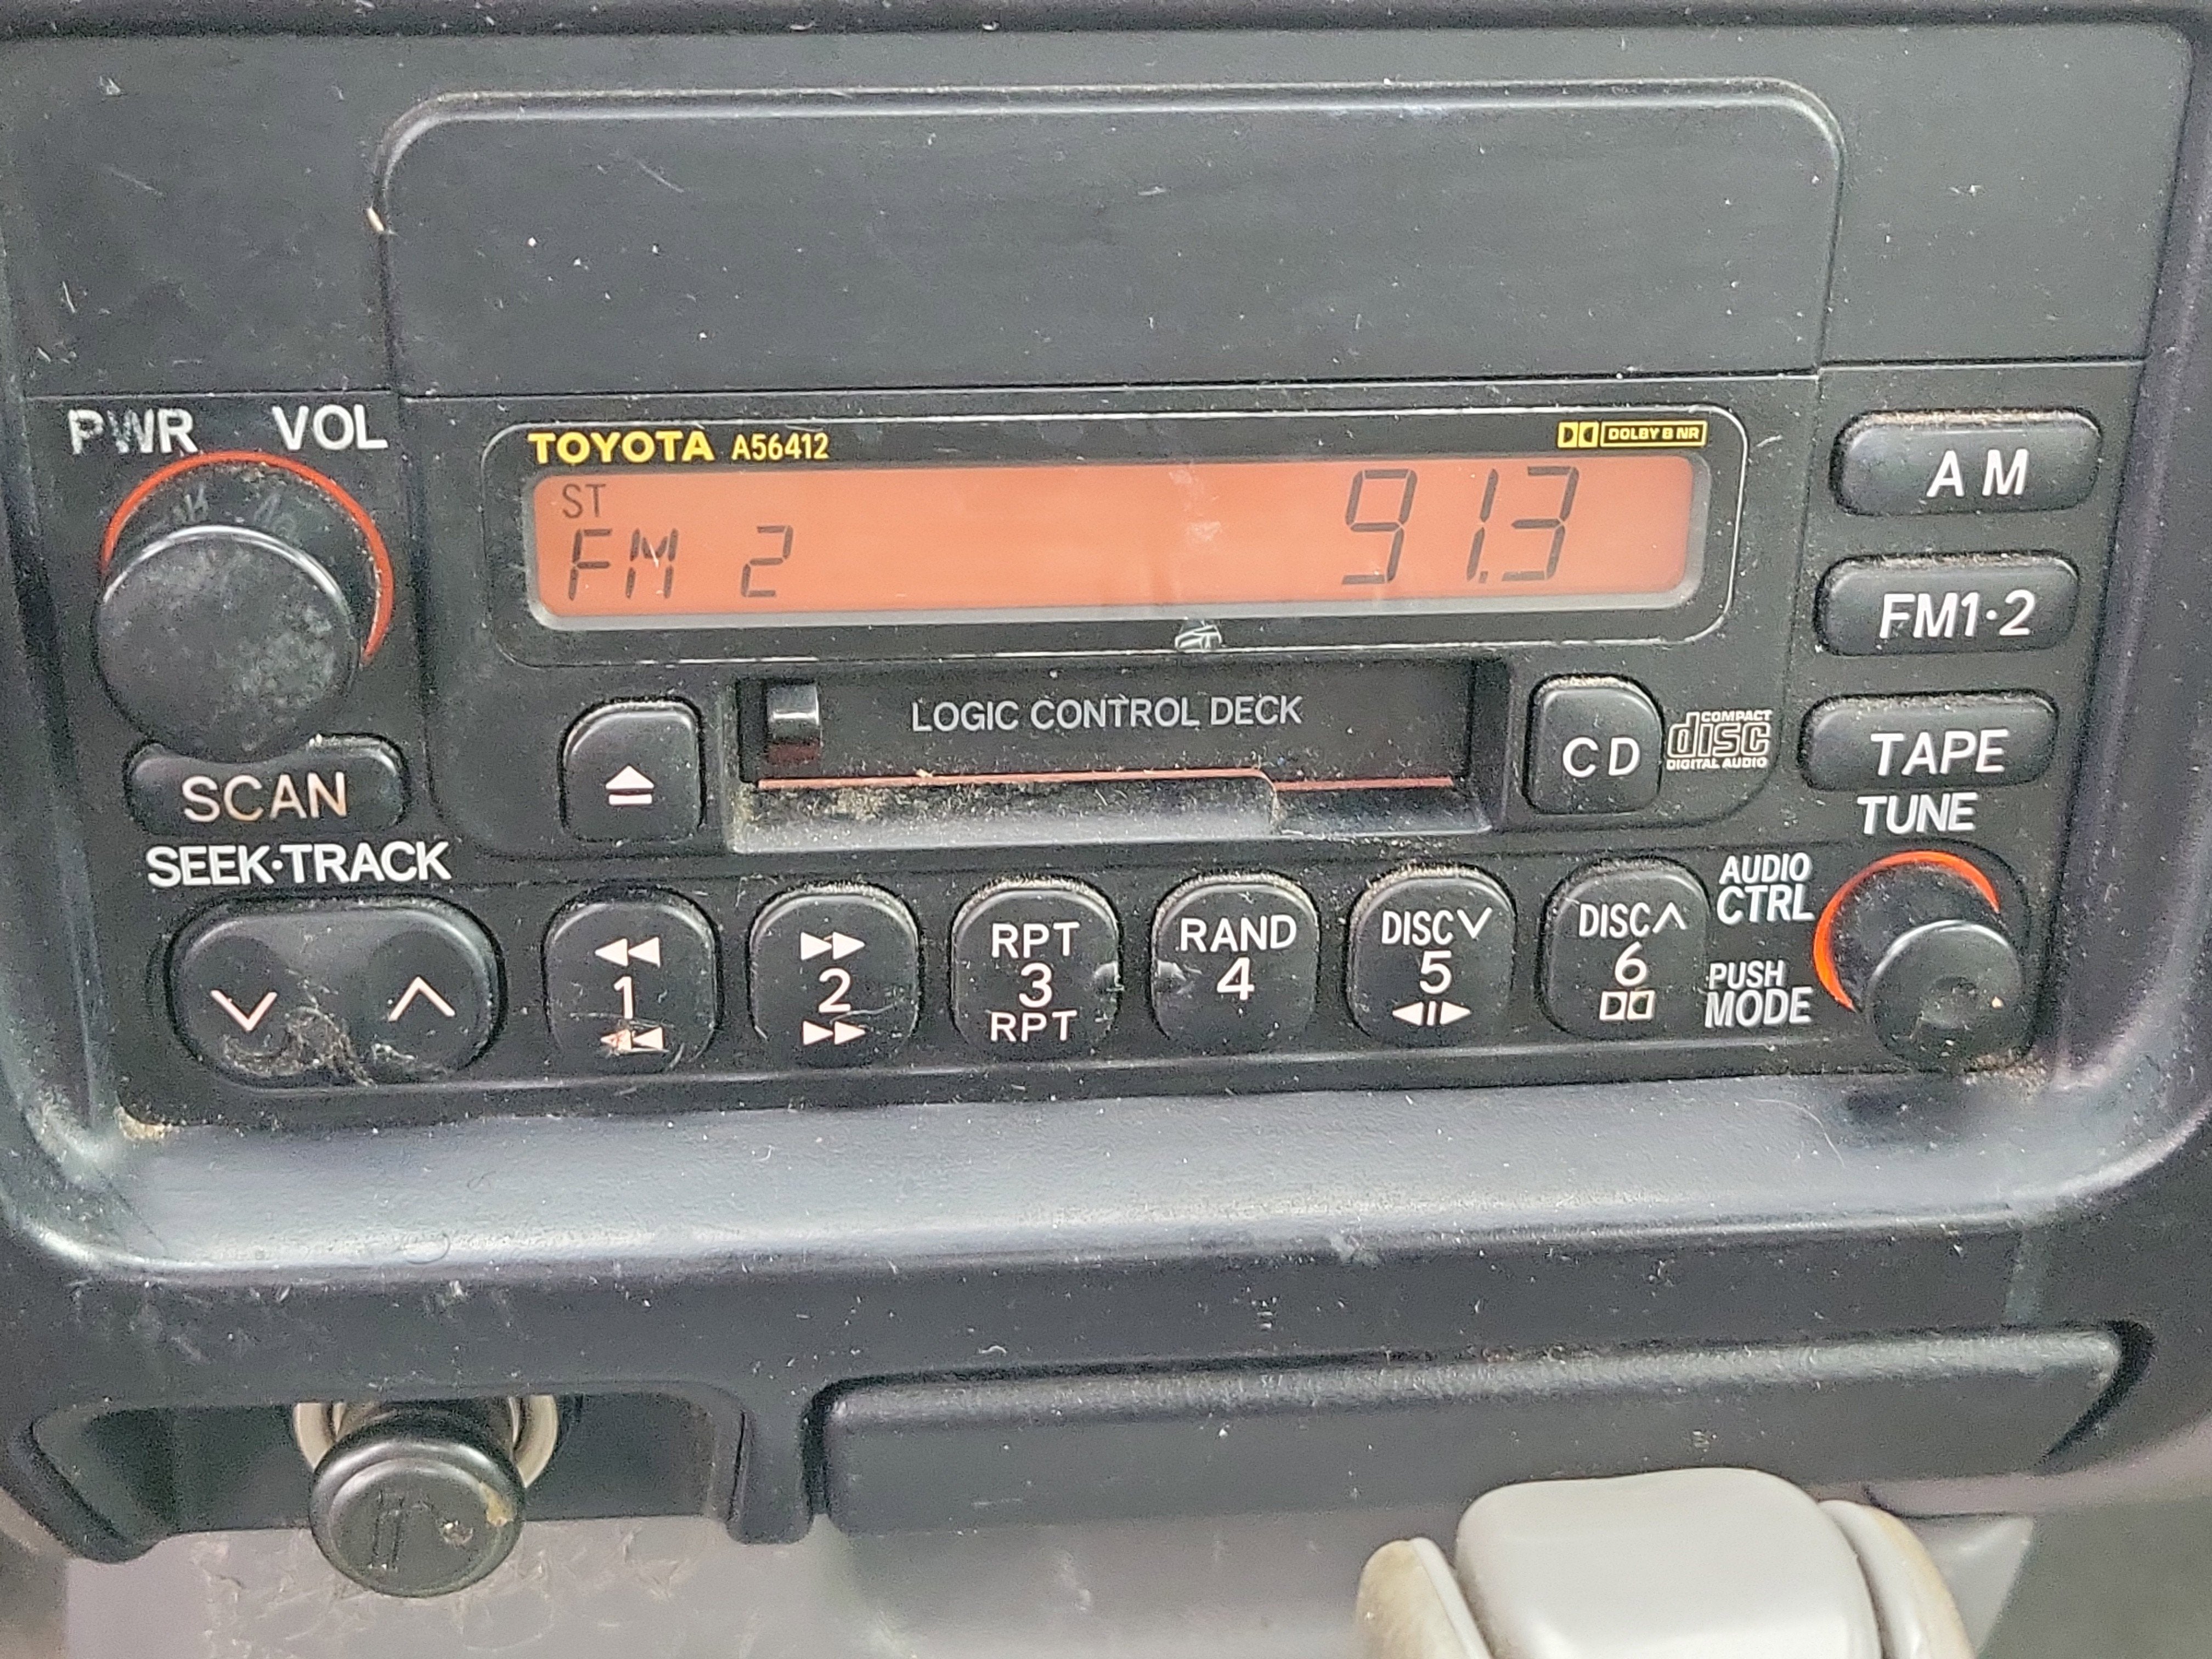 PWR VOL
TOYOTA A56412
DOLBY B NR
AM
ST
FM 2
91.3
FM1·2
LOGIC CONTROL DECK
CD
COMPACT
disc
DIGITAL AUDIO
TAPE
SCAN
TUNE
SEEK·TRACK
AUDIO
CTRL
PUSH
MODE
1
2
RPT
3
RPT
RAND
4
DISC
5
DISC
6